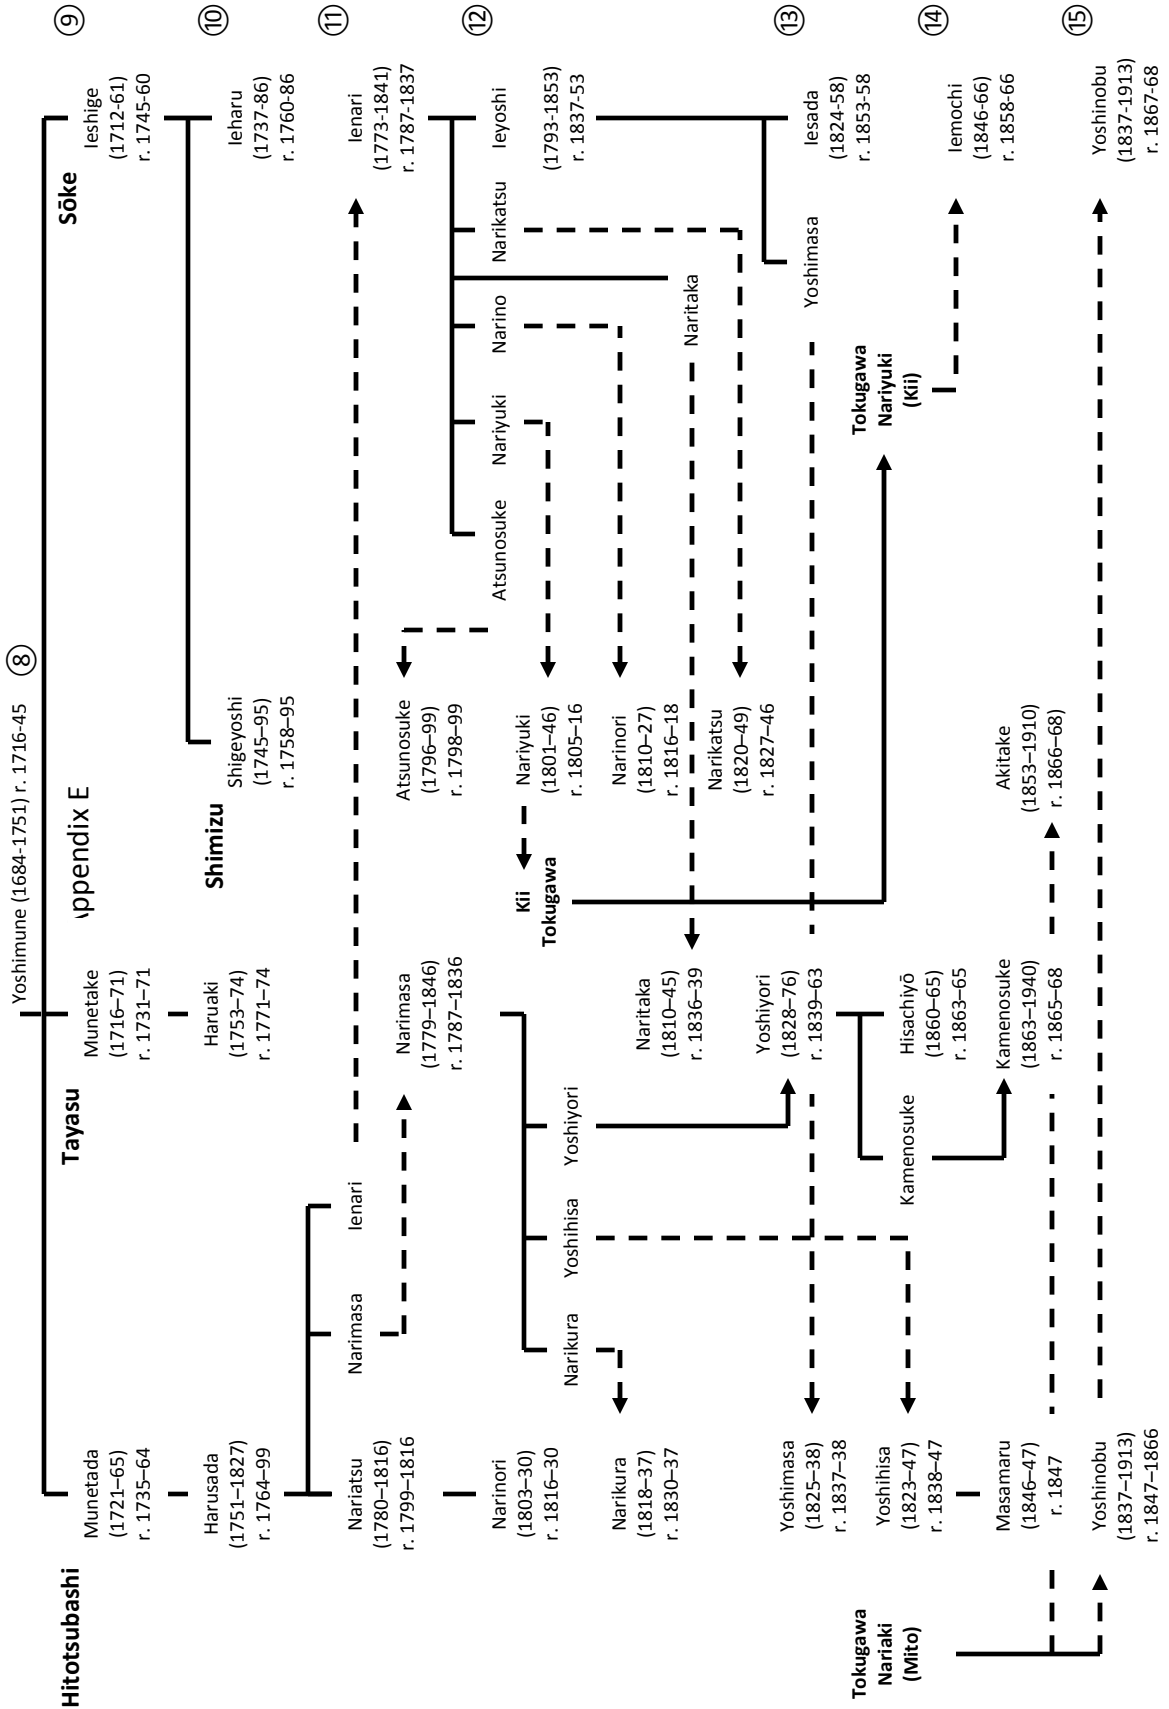 Yoshimune (1684-1751) r. 1716-45 ⑧
ppendix E
Hitotsubashi
Tayasu
Sōke
Munetada
(1721–65)
r. 1735–64
Munetake
(1716–71)
r. 1731–71
Ieshige
(1712-61)
r. 1745-60
⑨
Harusada
(1751–1827)
r. 1764–99
Haruaki
(1753–74)
r. 1771–74
Shimizu
Shigeyoshi
(1745–95)
r. 1758–95
Ieharu
(1737-86)
r. 1760-86
⑩
Nariatsu
(1780–1816)
r. 1799–1816
Narimasa
Ienari
Narimasa
(1779–1846)
r. 1787–1836
Atsunosuke
(1796–99)
r. 1798–99
Ienari
(1773-1841)
r. 1787-1837
⑪
Narinori
(1803–30)
r. 1816–30
Atsunosuke
Nariyuki
Narino
Narikatsu
Ieyoshi
(1793-1853)
r. 1837-53
⑫
Narikura
Yoshihisa
Yoshiyori
Kii
Tokugawa
Nariyuki
(1801–46)
r. 1805–16
Narikura
(1818–37)
r. 1830–37
Narinori
(1810–27)
r. 1816–18
Naritaka
(1810–45)
r. 1836–39
Naritaka
Narikatsu
(1820–49)
r. 1827–46
Yoshimasa
(1825–38)
r. 1837–38
Yoshiyori
(1828–76)
r. 1839–63
Yoshimasa
Iesada
(1824-58)
r. 1853-58
⑬
Tokugawa
Nariaki
(Mito)
Yoshihisa
(1823–47)
r. 1838–47
Kamenosuke
Hisachiyō
(1860–65)
r. 1863–65
Tokugawa
Nariyuki
(Kii)
Iemochi
(1846-66)
r. 1858-66
⑭
Masamaru
(1846–47)
r. 1847
Kamenosuke
(1863–1940)
r. 1865–68
Akitake
(1853–1910)
r. 1866–68)
Yoshinobu
(1837–1913)
r. 1847–1866
Yoshinobu
(1837-1913)
r. 1867-68
⑮